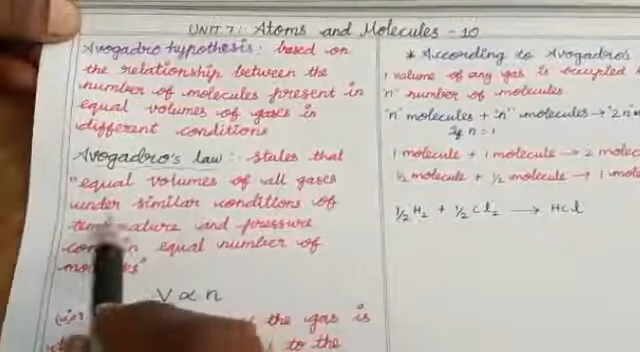 UNIT 7: Atoms and Molecules - 10
Avogadro hypothesis: based on
the relationship between the
number of molecules present in
equal volumes of gases in
different conditions
Avogadro's law: states that
"equal volumes of all gases
under similar conditions of
and pressure
equal number of
V ∝ n
the gas is
to the
* According to Avogadro's
1 volume of any gas is occupied
"n" number of molecules
"n" molecules + "n" molecules → "2n"
If n = 1
1 molecule + 1 molecule → 2 molec
1/2 molecule + 1/2 molecule → 1 mole
1/2 H2 + 1/2 Cl2 → HCl